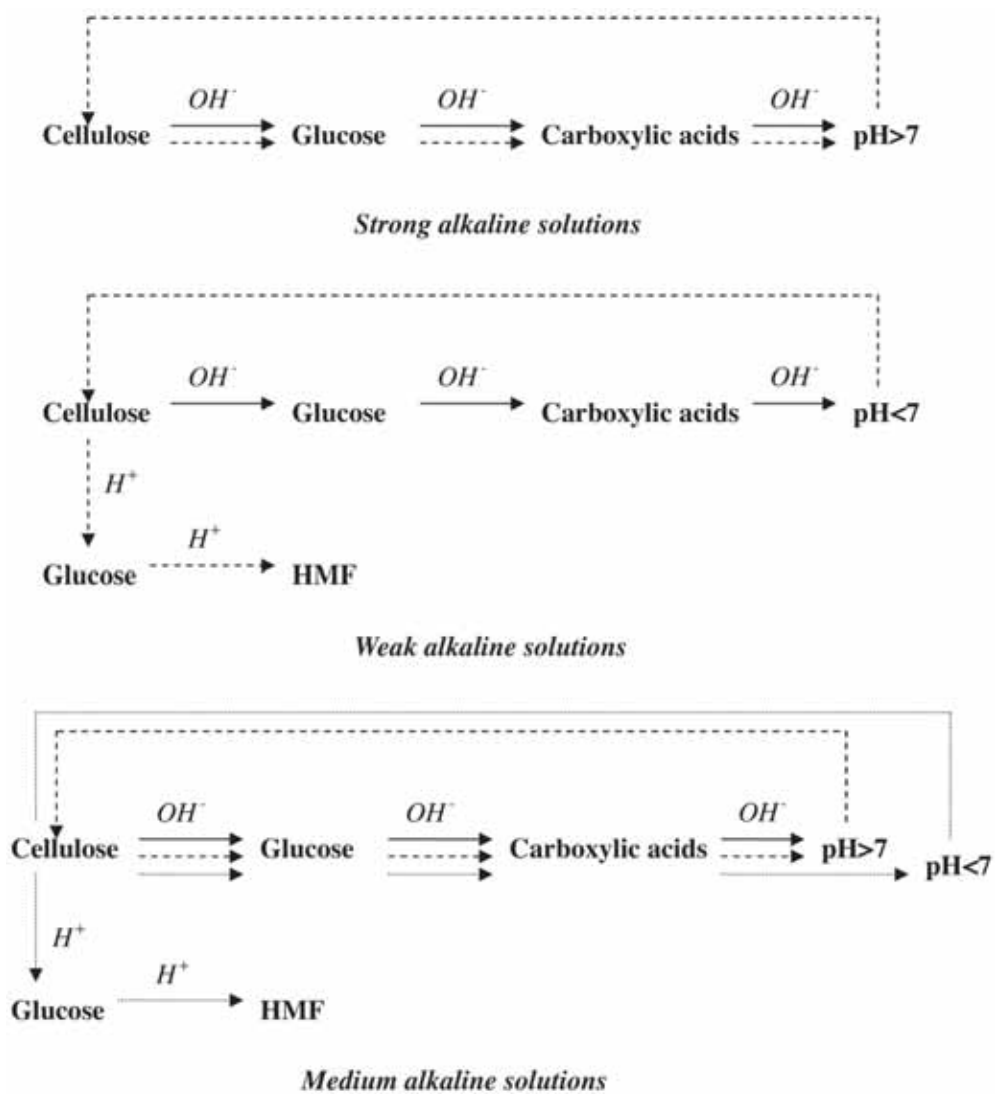 OH⁻ OH⁻ OH⁻
Cellulose Glucose Carboxylic acids pH>7
Strong alkaline solutions
OH⁻ OH⁻ OH⁻
Cellulose Glucose Carboxylic acids pH<7
H⁺
H⁺
Glucose HMF
Weak alkaline solutions
OH⁻ OH⁻ OH⁻
Cellulose Glucose Carboxylic acids pH>7 pH<7
H⁺
H⁺
Glucose HMF
Medium alkaline solutions